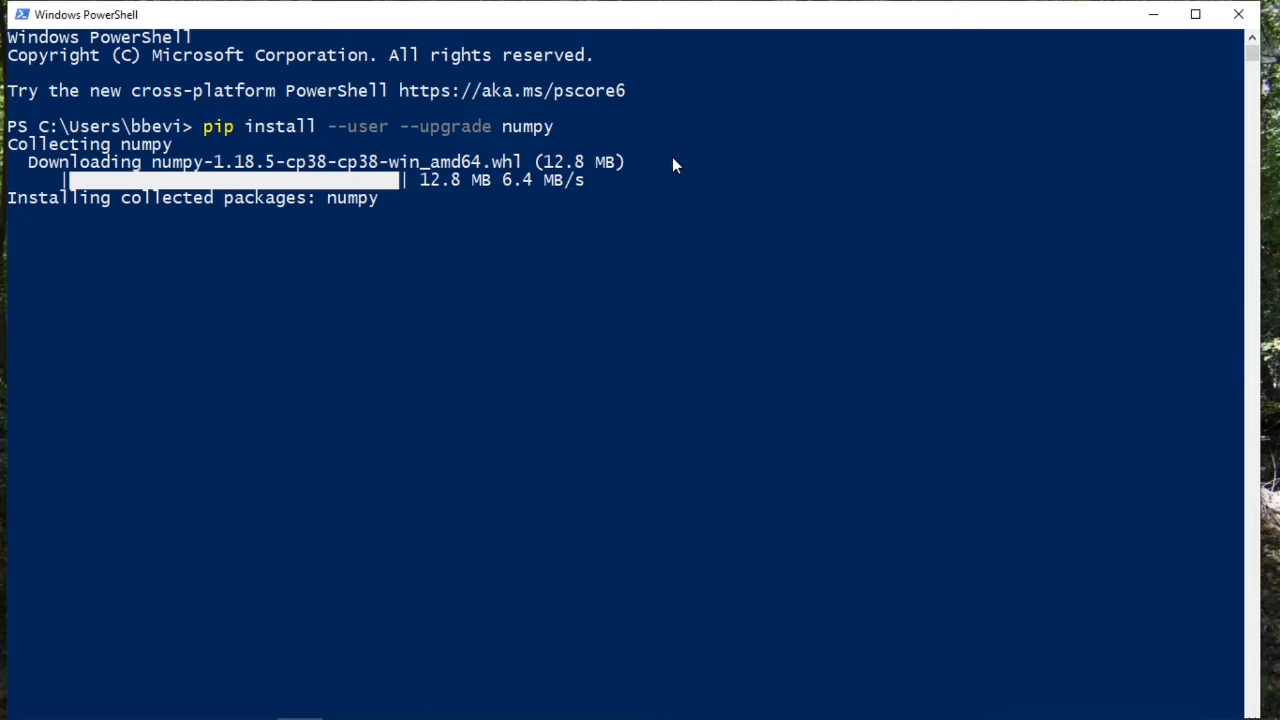 Windows PowerShell
Windows PowerShell
Copyright (C) Microsoft Corporation. All rights reserved.
Try the new cross-platform PowerShell https://aka.ms/pscore6
PS C:\Users\bbevi> pip install --user --upgrade numpy
Collecting numpy
Downloading numpy-1.18.5-cp38-cp38-win_amd64.whl (12.8 MB)
| | 12.8 MB 6.4 MB/s
Installing collected packages: numpy